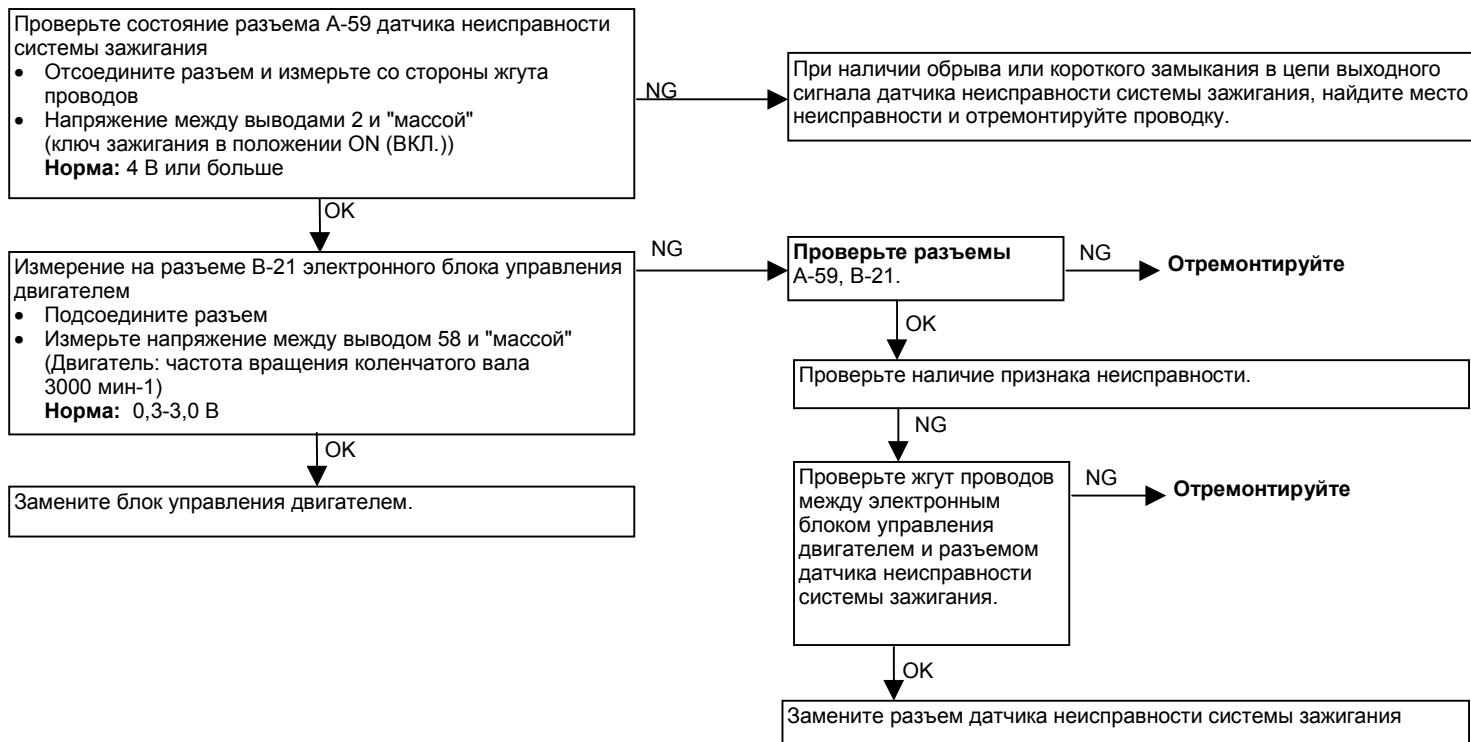 Проверьте состояние разъема А-59 датчика неисправности
системы зажигания
• Отсоедините разъем и измерьте со стороны жгута
проводов
• Напряжение между выводами 2 и "массой"
(ключ зажигания в положении ON (ВКЛ.))
Норма: 4 В или больше
NG
При наличии обрыва или короткого замыкания в цепи выходного
сигнала датчика неисправности системы зажигания, найдите место
неисправности и отремонтируйте проводку.
OK
Измерение на разъеме В-21 электронного блока управления
двигателем
• Подсоедините разъем
• Измерьте напряжение между выводом 58 и "массой"
(Двигатель: частота вращения коленчатого вала
3000 мин-1)
Норма: 0,3-3,0 В
NG
Проверьте разъемы
А-59, В-21.
NG
Отремонтируйте
OK
Проверьте наличие признака неисправности.
OK
Замените блок управления двигателем.
NG
Проверьте жгут проводов
между электронным
блоком управления
двигателем и разъемом
датчика неисправности
системы зажигания.
NG
Отремонтируйте
OK
Замените разъем датчика неисправности системы зажигания